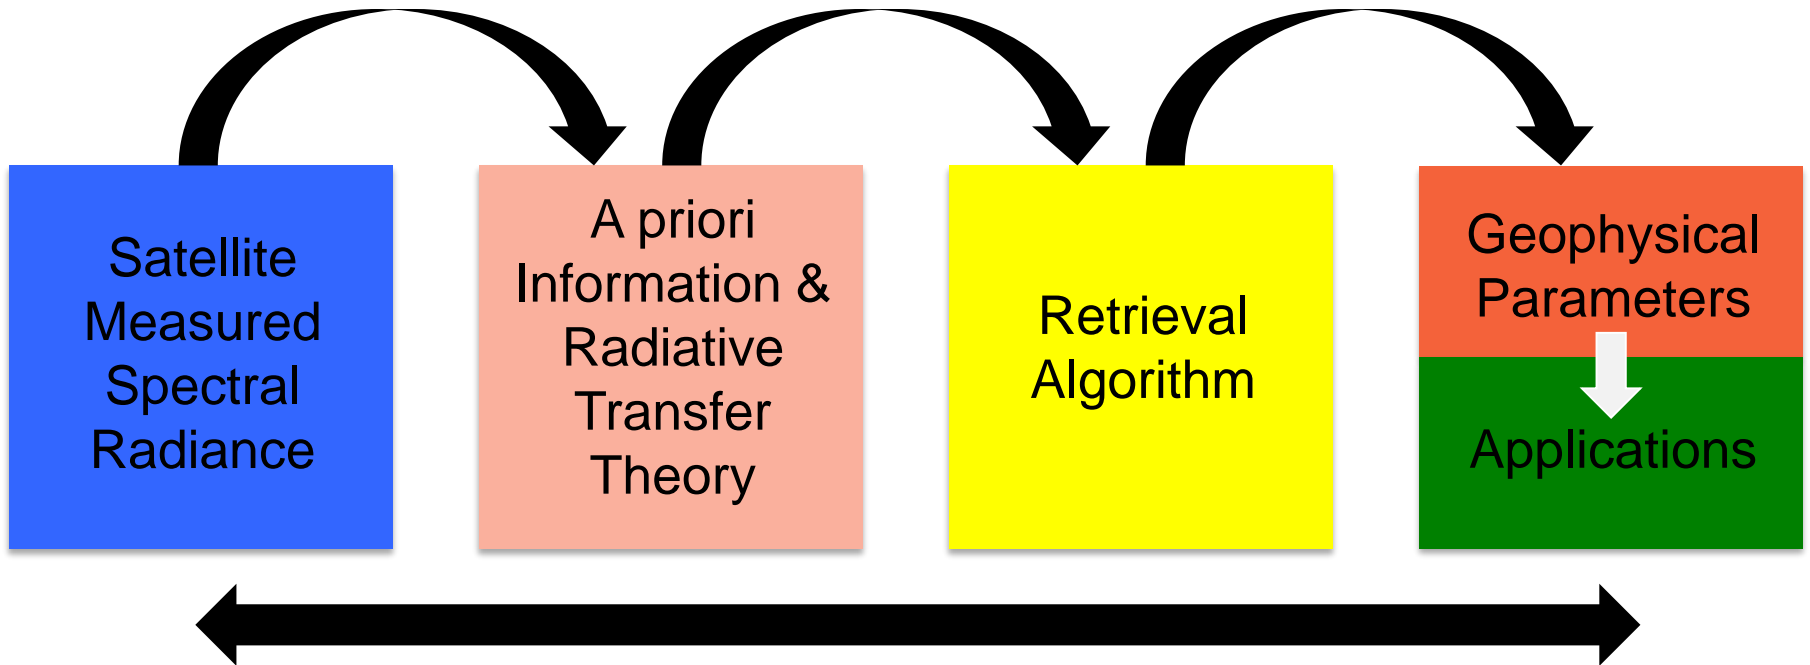 Satellite
Measured
Spectral
Radiance
A priori
Information &
Radiative
Transfer
Theory
Retrieval
Algorithm
Geophysical
Parameters
Applications